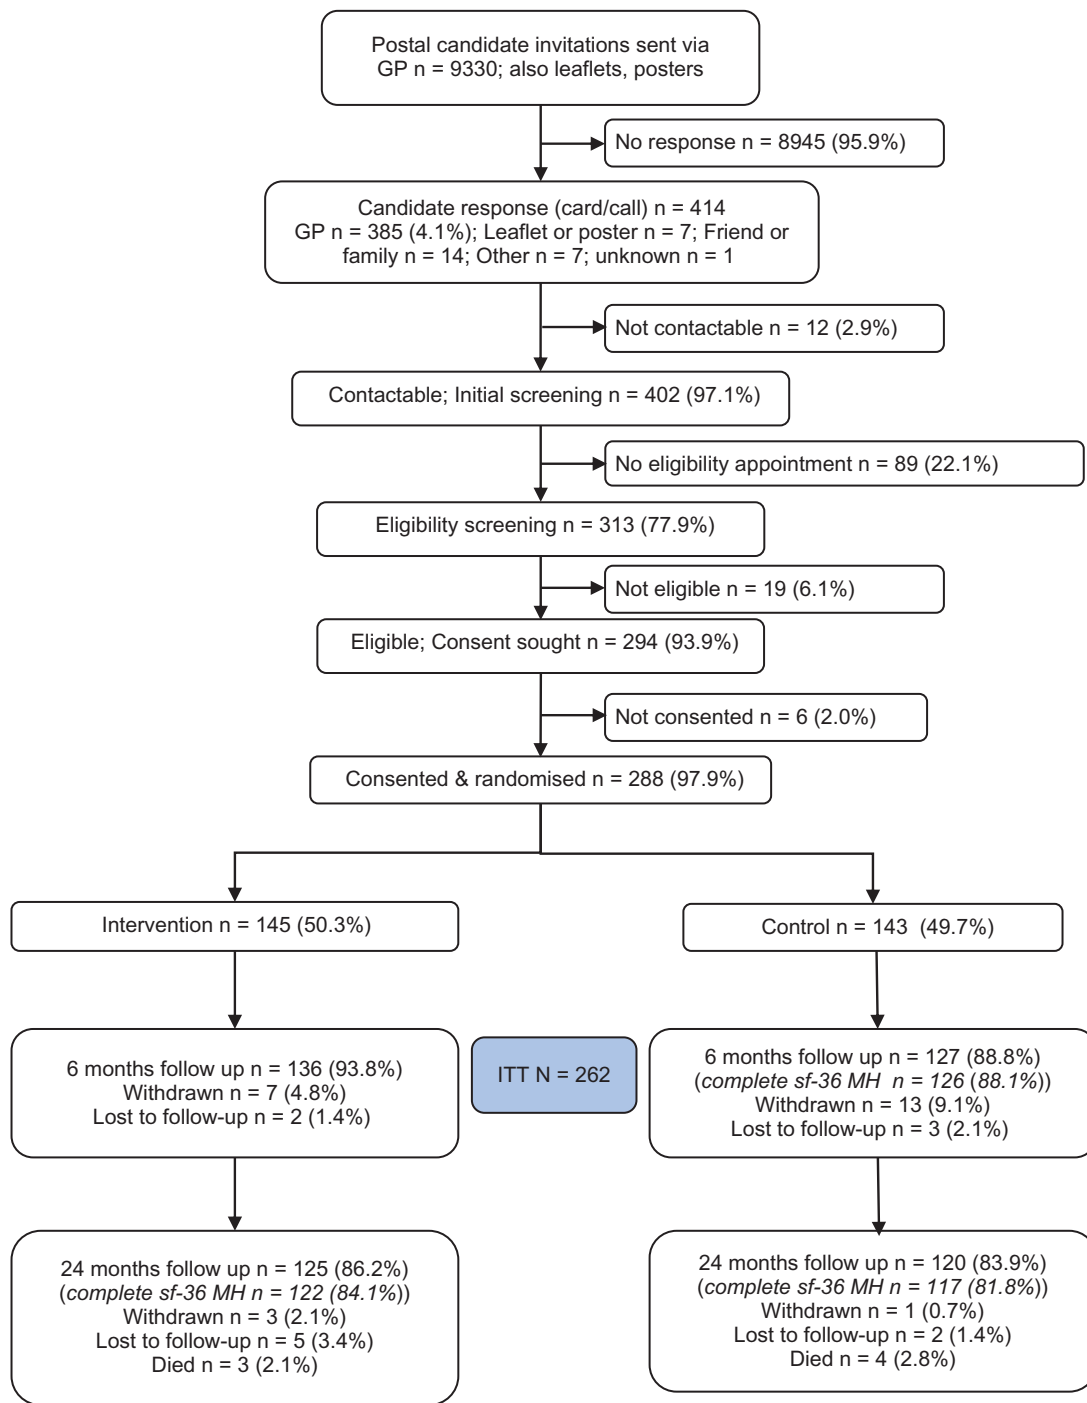 Postal candidate invitations sent via
GP n = 9330; also leaflets, posters
No response n = 8945 (95.9%)
Candidate response (card/call) n = 414
GP n = 385 (4.1%); Leaflet or poster n = 7; Friend or
family n = 14; Other n = 7; unknown n = 1
Not contactable n = 12 (2.9%)
Contactable; Initial screening n = 402 (97.1%)
No eligibility appointment n = 89 (22.1%)
Eligibility screening n = 313 (77.9%)
Not eligible n = 19 (6.1%)
Eligible; Consent sought n = 294 (93.9%)
Not consented n = 6 (2.0%)
Consented & randomised n = 288 (97.9%)
Intervention n = 145 (50.3%)
Control n = 143 (49.7%)
6 months follow up n = 136 (93.8%)
Withdrawn n = 7 (4.8%)
Lost to follow-up n = 2 (1.4%)
ITT N = 262
6 months follow up n = 127 (88.8%)
(complete sf-36 MH n = 126 (88.1%))
Withdrawn n = 13 (9.1%)
Lost to follow-up n = 3 (2.1%)
24 months follow up n = 125 (86.2%)
(complete sf-36 MH n = 122 (84.1%))
Withdrawn n = 3 (2.1%)
Lost to follow-up n = 5 (3.4%)
Died n = 3 (2.1%)
24 months follow up n = 120 (83.9%)
(complete sf-36 MH n = 117 (81.8%))
Withdrawn n = 1 (0.7%)
Lost to follow-up n = 2 (1.4%)
Died n = 4 (2.8%)